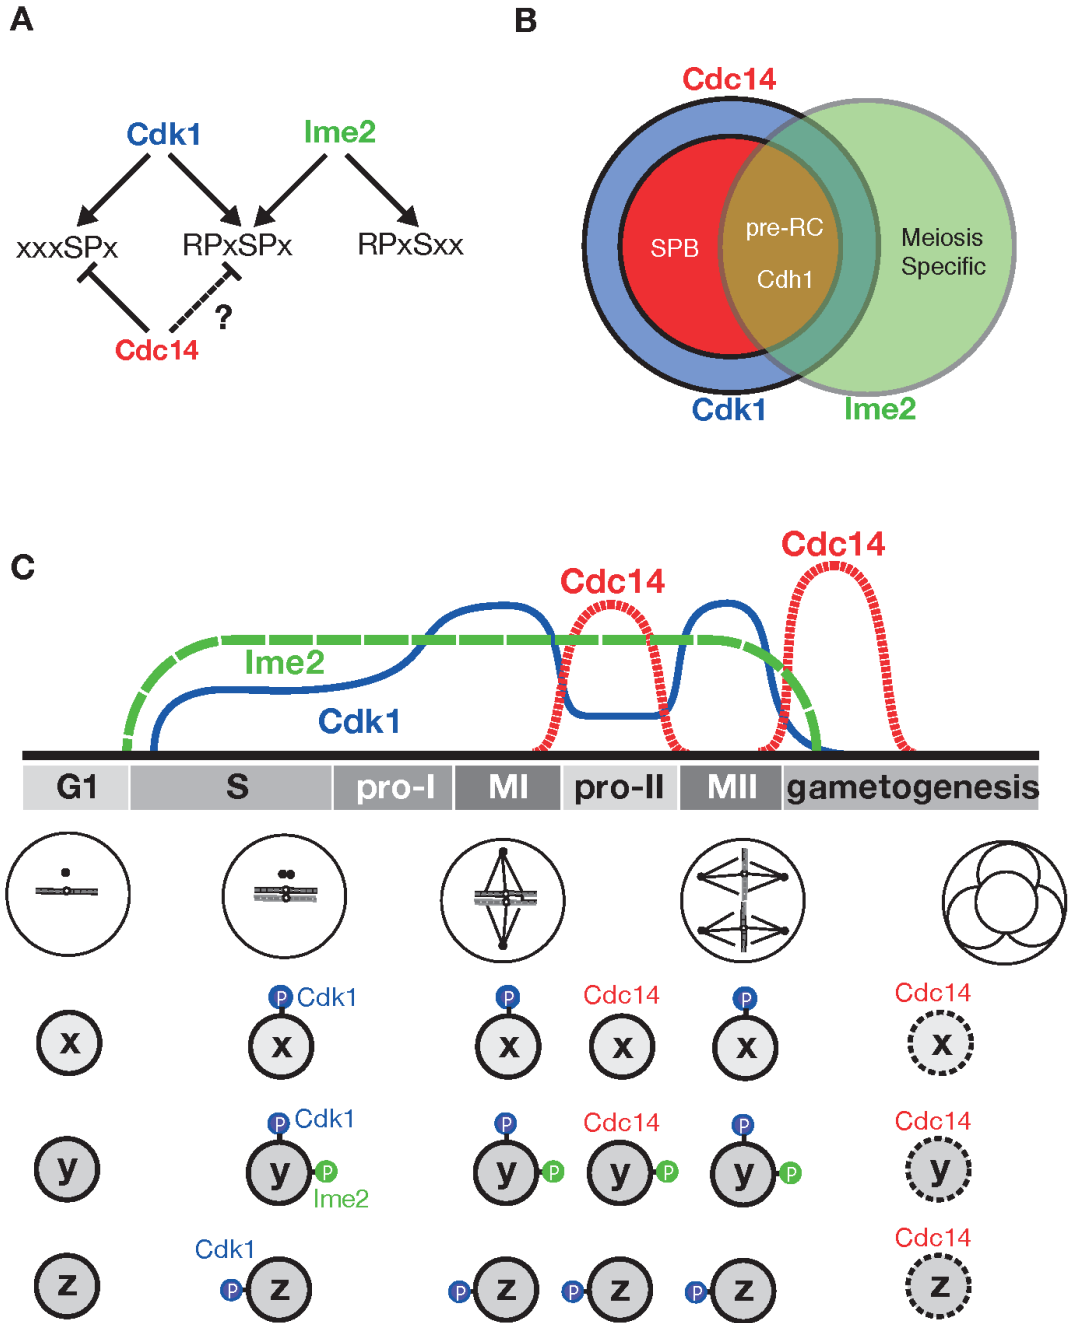 A
Cdk1 Ime2
xxxSPx RPxSPx RPxSxx
?
Cdc14
B
Cdc14
SPB
pre-RC
Cdh1
Meiosis
Specific
Cdk1 Ime2
C
Cdc14
Cdc14
Ime2
Cdk1
G1 S pro-I MI pro-II MII gametogenesis
P Cdk1 P Cdc14 P Cdc14
x x x x x x
P Cdk1 P Cdc14 P Cdc14
y y P y P y P y P y
Ime2
Cdk1 Cdc14
z P z P z P z P z z